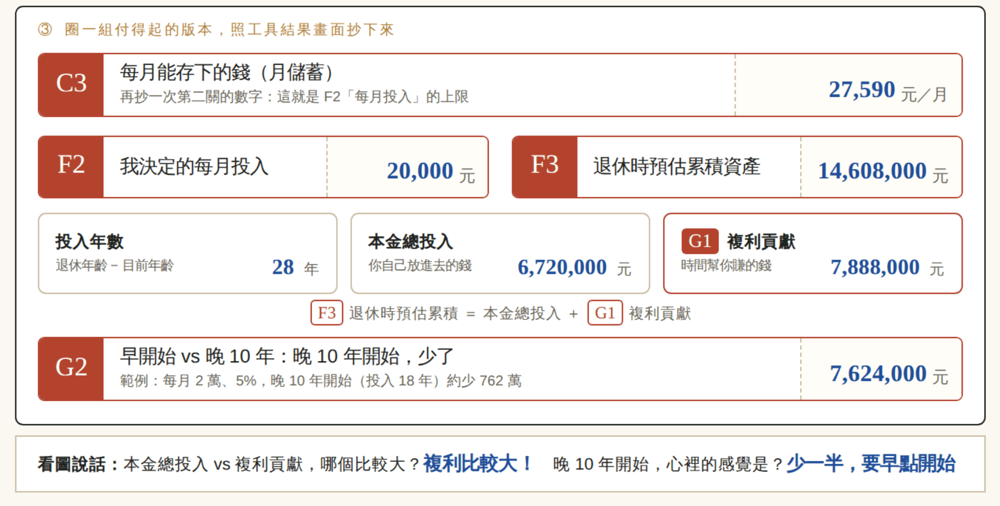 ③ 圈一組付得起的版本，照工具結果畫面抄下來
C3 每月能存下的錢（月儲蓄）
再抄一次第二關的數字：這就是 F2「每月投入」的上限
27,590 元／月
F2 我決定的每月投入 20,000 元
F3 退休時預估累積資產 14,608,000 元
投入年數
退休年齡 − 目前年齡 28 年
本金總投入
你自己放進去的錢 6,720,000 元
G1 複利貢獻
時間幫你賺的錢 7,888,000 元
F3 退休時預估累積 = 本金總投入 + G1 複利貢獻
G2 早開始 vs 晚 10 年：晚 10 年開始，少了
範例：每月 2 萬、5%，晚 10 年開始（投入 18 年）約少 762 萬
7,624,000 元
看圖說話：本金總投入 vs 複利貢獻，哪個比較大？複利比較大！ 晚 10 年開始，心裡的感覺是？少一半，要早點開始